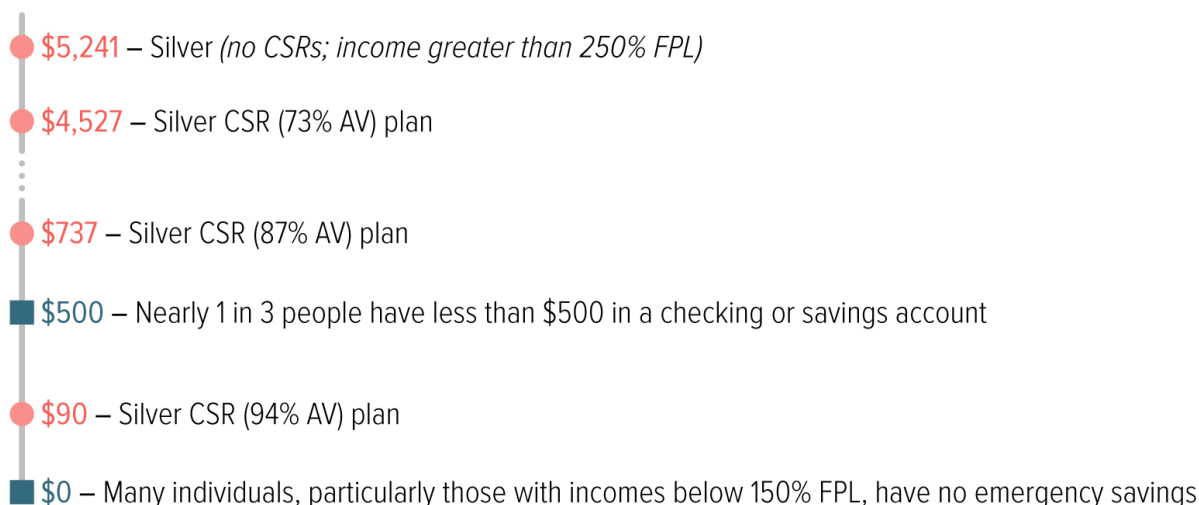 $5,241 – Silver (no CSRs; income greater than 250% FPL)
$4,527 – Silver CSR (73% AV) plan
$737 – Silver CSR (87% AV) plan
$500 – Nearly 1 in 3 people have less than $500 in a checking or savings account
$90 – Silver CSR (94% AV) plan
$0 – Many individuals, particularly those with incomes below 150% FPL, have no emergency savings